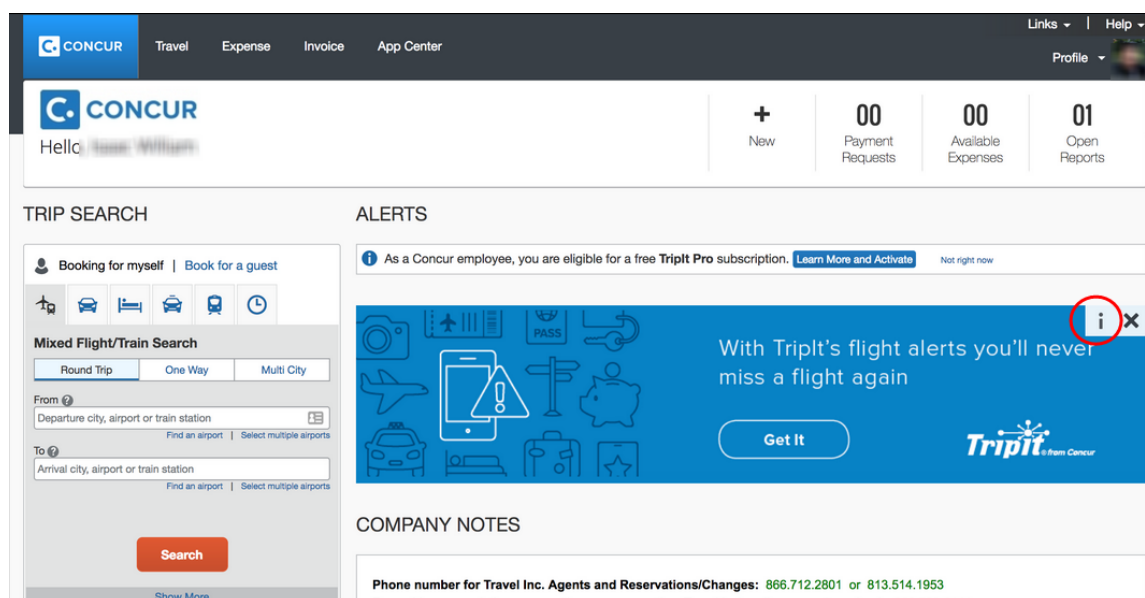 Links
Help
C. CONCUR
Travel
Expense
Invoice
App Center
Profile
C. CONCUR
Hello
+
New
00
Payment
Requests
00
Available
Expenses
01
Open
Reports
TRIP SEARCH
Booking for myself | Book for a guest
Mixed Flight/Train Search
Round Trip
One Way
Multi City
From ?
Departure city, airport or train station
Find an airport | Select multiple airports
To ?
Arrival city, airport or train station
Find an airport | Select multiple airports
Search
Show More
ALERTS
i As a Concur employee, you are eligible for a free TripIt Pro subscription. Learn More and Activate Not right now
PASS
i
With TripIt's flight alerts you'll never
miss a flight again
Get It
TripIt® from Concur
COMPANY NOTES
Phone number for Travel Inc. Agents and Reservations/Changes: 866.712.2801 or 813.514.1953